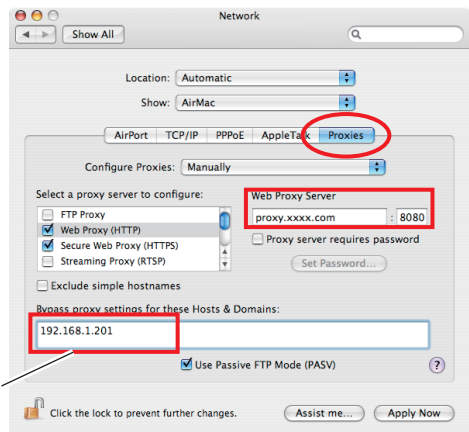 Network
Show All
Location: Automatic
Show: AirMac
AirPort TCP/IP PPPoE AppleTalk Proxies
Configure Proxies: Manually
Select a proxy server to configure:
Web Proxy Server
FTP Proxy
Web Proxy (HTTP)
Secure Web Proxy (HTTPS)
Streaming Proxy (RTSP)
proxy.xxxx.com : 8080
Proxy server requires password
Set Password...
Exclude simple hostnames
Bypass proxy settings for these Hosts & Domains:
192.168.1.201
Use Passive FTP Mode (PASV)
?
Click the lock to prevent further changes.
Assist me...
Apply Now